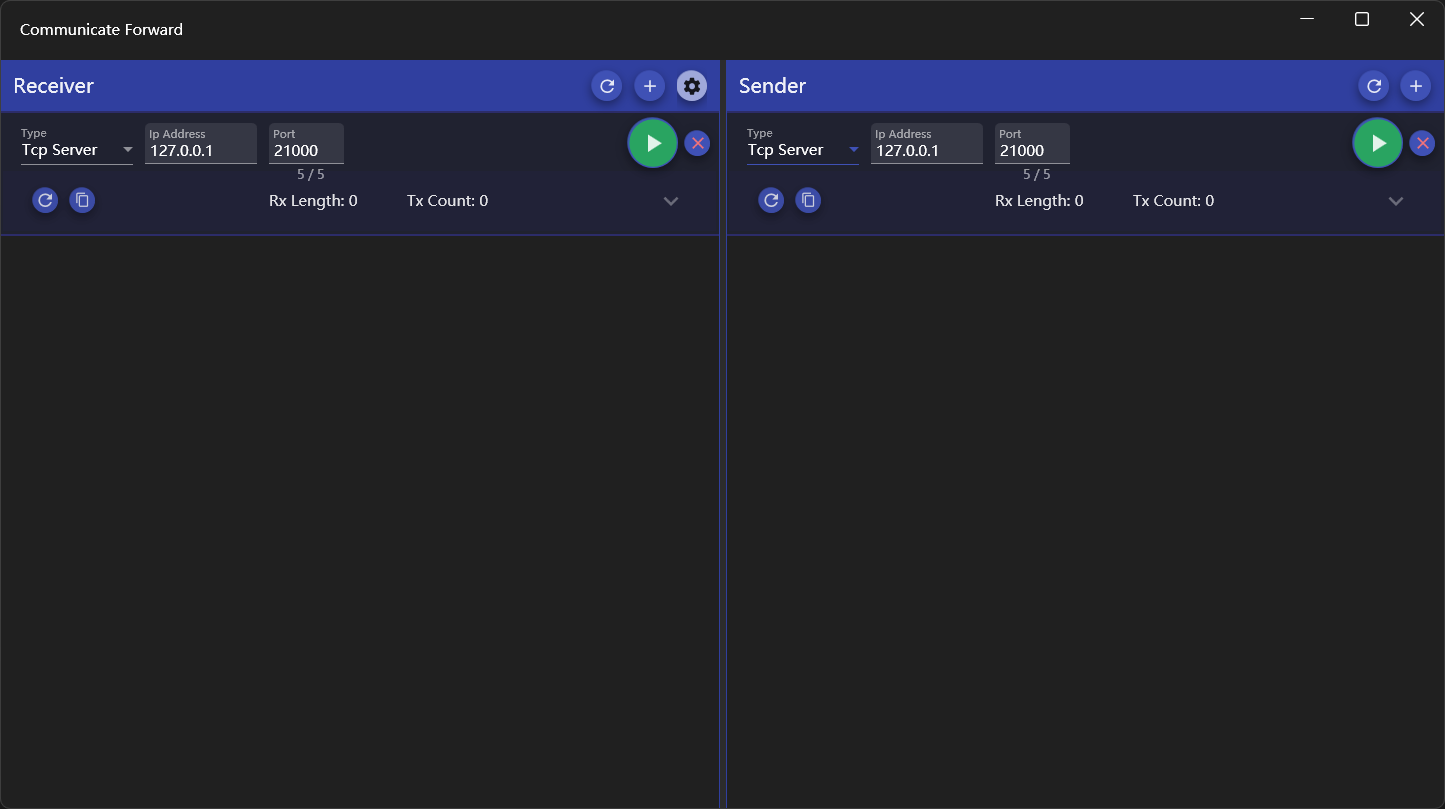 Communicate Forward
Receiver
Type
Tcp Server
Ip Address
127.0.0.1
Port
21000
5 / 5
Rx Length: 0
Tx Count: 0
Sender
Type
Tcp Server
Ip Address
127.0.0.1
Port
21000
5 / 5
Rx Length: 0
Tx Count: 0